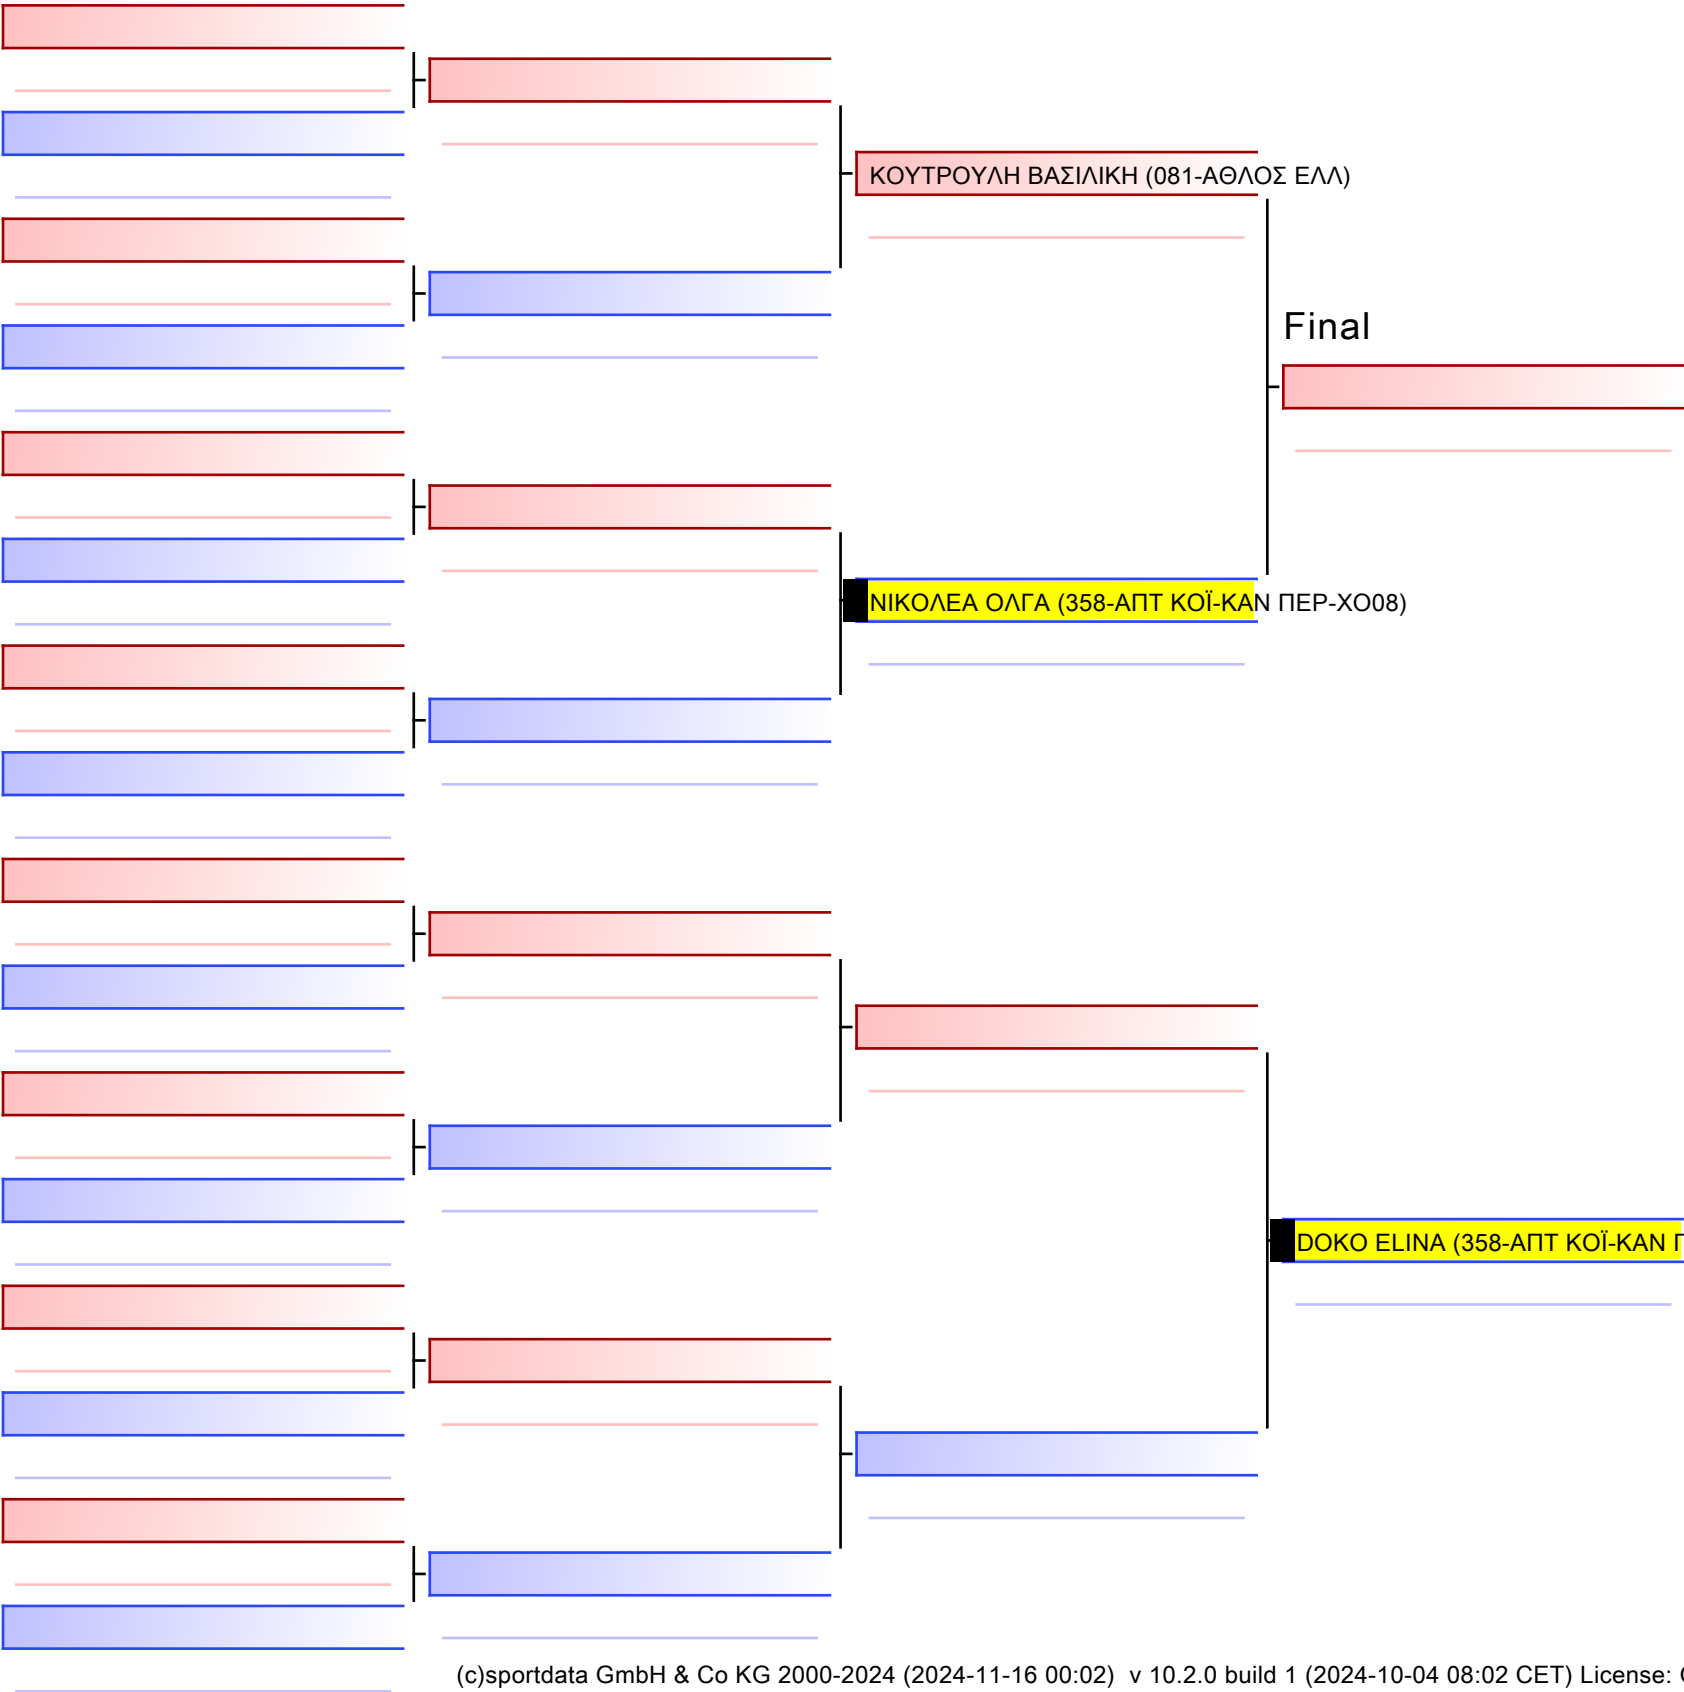 ΚΟΥΤΡΟΥΛΗ ΒΑΣΙΛΙΚΗ (081-ΑΘΛΟΣ ΕΛΛ)
Final
ΝΙΚΟΛΕΑ ΟΛΓΑ (358-ΑΠΤ ΚΟΪ-ΚΑΝ ΠΕΡ-ΧΟ08)
DOKO ELINA (358-ΑΠΤ ΚΟΪ-ΚΑΝ
(c)sportdata GmbH & Co KG 2000-2024 (2024-11-16 00:02) v 10.2.0 build 1 (2024-10-04 08:02 CET) License: